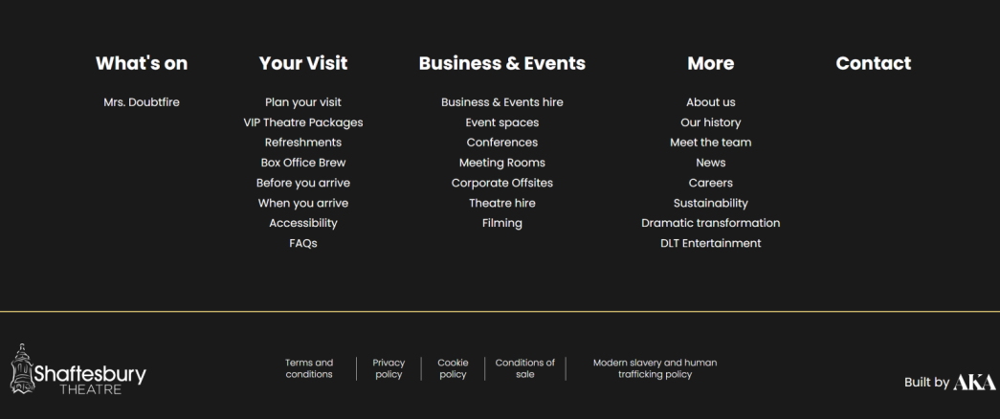 What's on
Mrs. Doubtfire
Your Visit
Plan your visit
VIP Theatre Packages
Refreshments
Box Office Brew
Before you arrive
When you arrive
Accessibility
FAQs
Business & Events
Business & Events hire
Event spaces
Conferences
Meeting Rooms
Corporate Offsites
Theatre hire
Filming
More
About us
Our history
Meet the team
News
Careers
Sustainability
Dramatic transformation
DLT Entertainment
Contact
Shaftesbury
THEATRE
Terms and
conditions
Privacy
policy
Cookie
policy
Conditions of
sale
Modern slavery and human
trafficking policy
Built by AKA